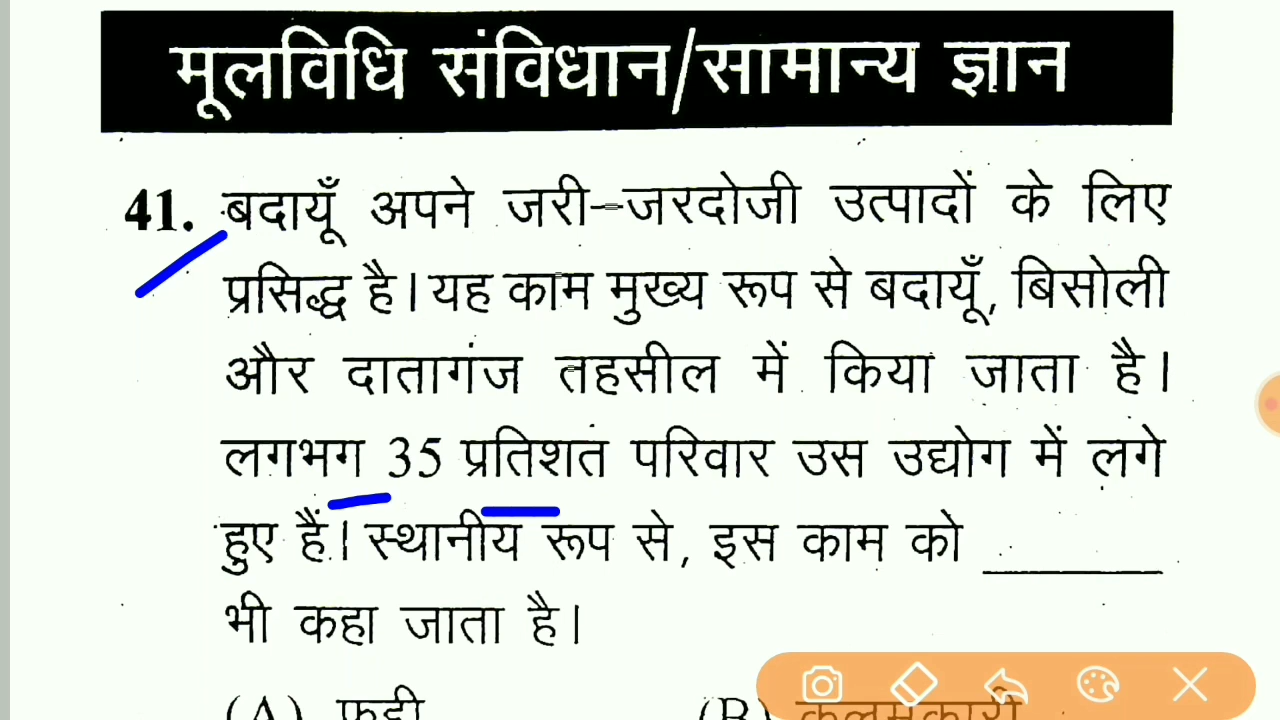 मूलविधि संविधान/सामान्य ज्ञान
41. बदायूँ अपने जरी-जरदोजी उत्पादों के लिए
प्रसिद्ध है। यह काम मुख्य रूप से बदायूँ, बिसोली
और दातागंज तहसील में किया जाता है।
लगभग 35 प्रतिशत परिवार उस उद्योग में लगे
हुए हैं। स्थानीय रूप से, इस काम को ________
भी कहा जाता है।
(A) (B)